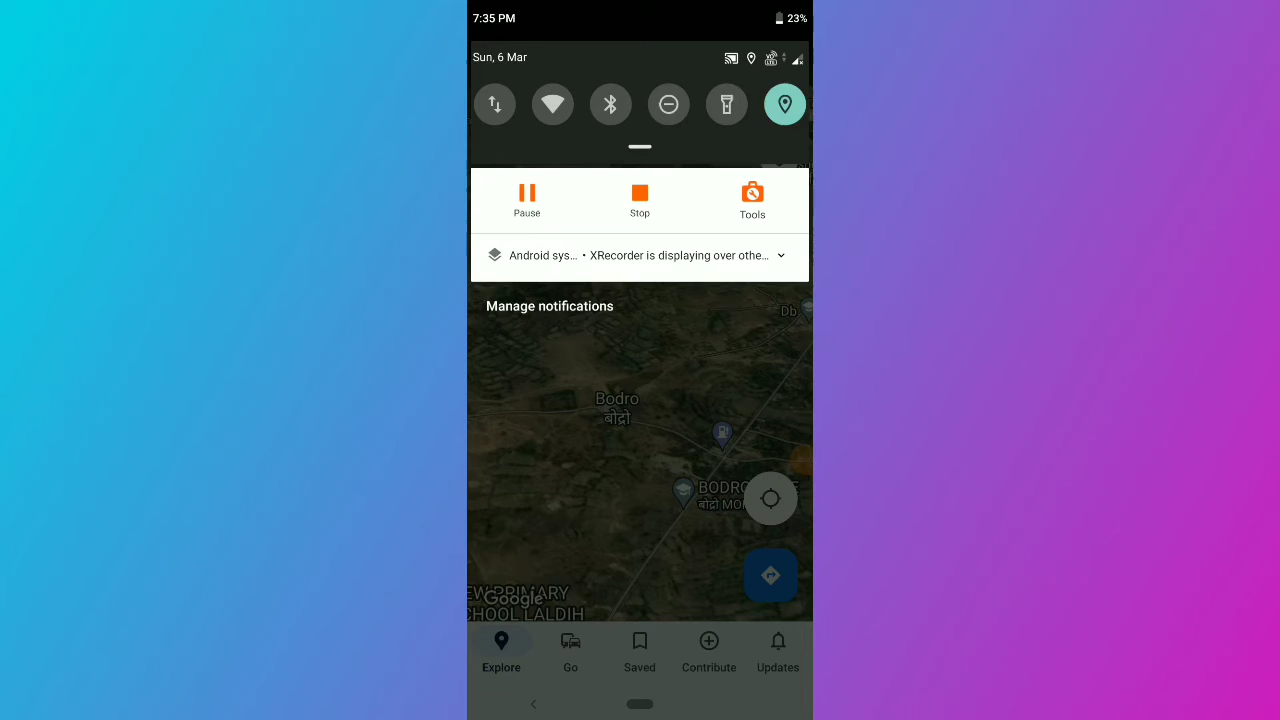 7:35 PM
23%
Sun, 6 Mar
Pause
Stop
Tools
Android sys... • XRecorder is displaying over othe...
Manage notifications
Db
Bodro
बोद्रो
BODRO
बोद्रो MO
EW PRIMARY
CHOOL LALDIH
Google
Explore
Go
Saved
Contribute
Updates